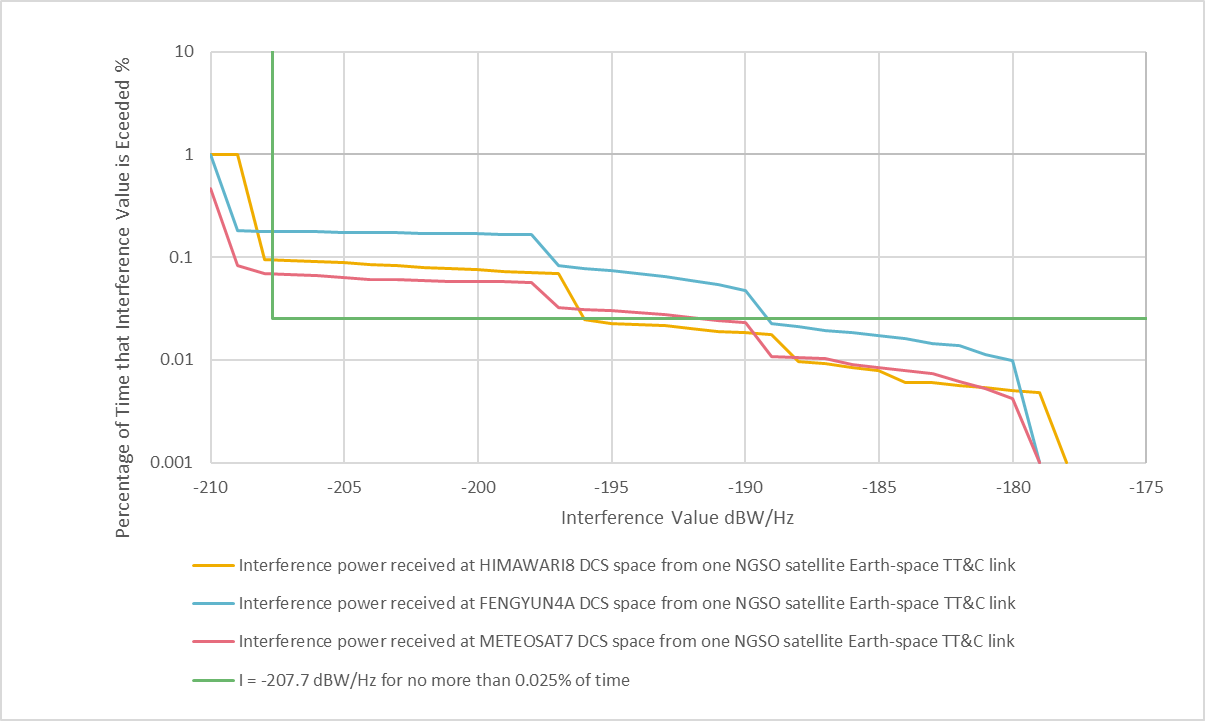 Percentage of Time that Interference Value is Eceeded %
10
1
0.1
0.01
0.001
-210 -205 -200 -195 -190 -185 -180 -175
Interference Value dBW/Hz
Interference power received at HIMAWARI8 DCS space from one NGSO satellite Earth-space TT&C link
Interference power received at FENGYUN4A DCS space from one NGSO satellite Earth-space TT&C link
Interference power received at METEOSAT7 DCS space from one NGSO satellite Earth-space TT&C link
I = -207.7 dBW/Hz for no more than 0.025% of time